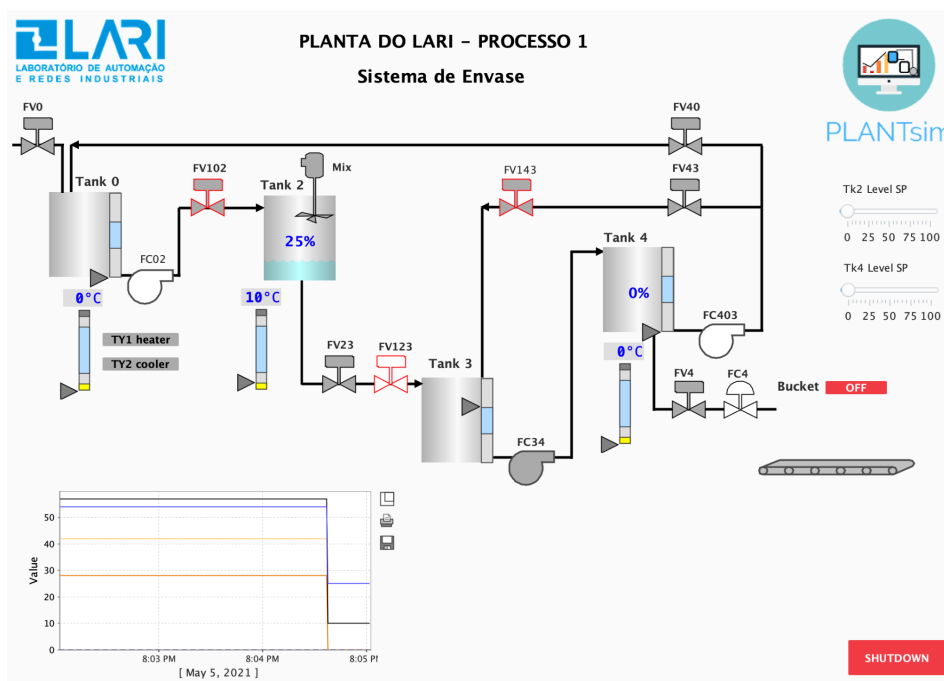 LARI
LABORATÓRIO DE AUTOMAÇÃO
E REDES INDUSTRIAIS
PLANTA DO LARI – PROCESSO 1
Sistema de Envase
PLANTsim
FV0
FV40
FV102
Mix
FV143
FV43
Tank 0
Tank 2
Tk2 Level SP
0 25 50 75 100
25%
Tank 4
FC02
Tk4 Level SP
0 25 50 75 100
0%
0°C
10°C
FC403
TY1 heater
TY2 cooler
FV23
FV123
0°C
Tank 3
FV4
FC4
Bucket
OFF
FC34
50
40
30
20
10
0
Value
8:03 PM
8:04 PM
[ May 5, 2021 ]
SHUTDOWN